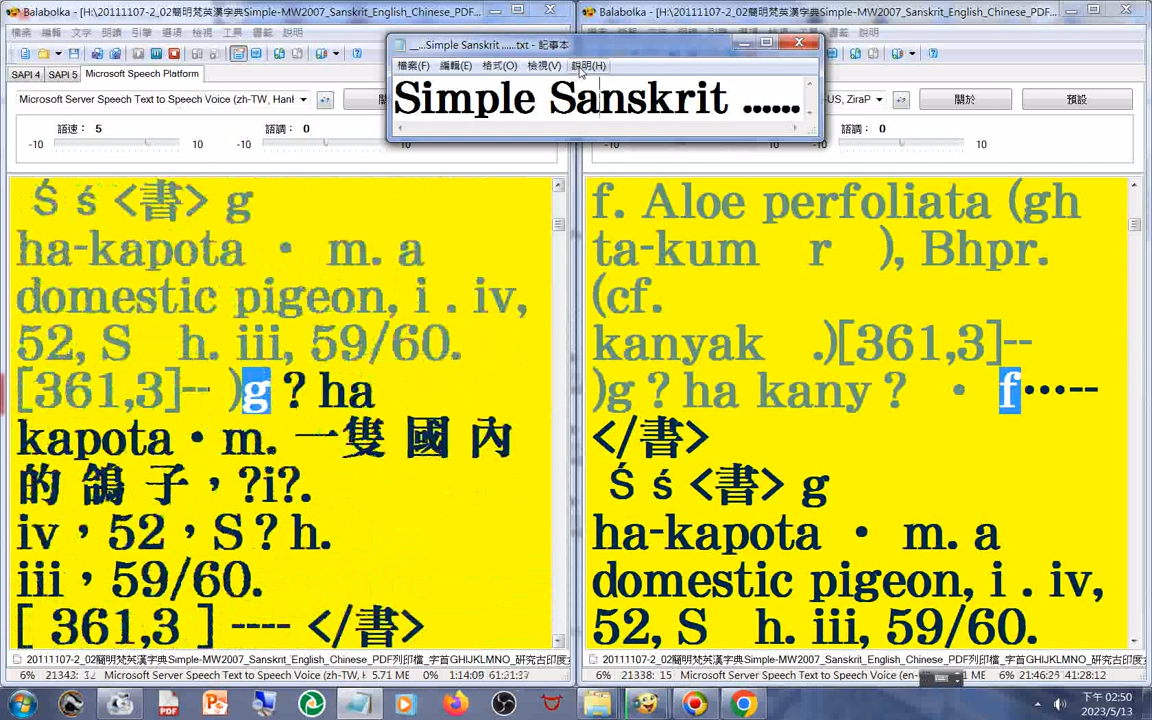 Balabolka - [H:\20111107-2_02簡明梵英漢字典Simple-MW2007_Sanskrit_English_Chinese_PDF
檔案 編輯 文字 朗讀 引擎 選項 檢視 工具 書籤 說明
SAPI 4 SAPI 5 Microsoft Speech Platform
Microsoft Server Speech Text to Speech Voice (zh-TW, Han
語速： 5 語調： 0
-10 10 -10
Ś ś <書> g
ha-kapota • m. a
domestic pigeon, i . iv,
52, S h. iii, 59/60.
[361,3]-- )g ? ha
kapota • m. 一隻 國 內
的 鴿 子，?i?.
iv，52，S ? h.
iii，59/60.
[ 361,3 ] ---- </書>
20111107-2_02簡明梵英漢字典Simple-MW2007_Sanskrit_English_Chinese_PDF列印檔_字首GHIJKLMNO_研究古印度
6% 21343: Microsoft Server Speech Text to Speech Voice (zh-TW, 5.71 MB 0% 1:14:09
__...Simple Sanskrit ......txt - 記事本
檔案(F) 編輯(E) 格式(O) 檢視(V) 說明(H)
Simple Sanskrit ......
Balabolka - [H:\20111107-2_02簡明梵英漢字典Simple-MW2007_Sanskrit_English_Chinese_PDF
-US, ZiraP 關於 預設
語調： 0
10
f. Aloe perfoliata (gh
ta-kum r ), Bhpr.
(cf.
kanyak .)[361,3]--
)g ? ha kany ? • f…--
</書>
Ś ś <書> g
ha-kapota • m. a
domestic pigeon, i . iv,
52, S h. iii, 59/60.
20111107-2_02簡明梵英漢字典Simple-MW2007_Sanskrit_English_Chinese_PDF列印檔_字首GHIJKLMNO_研究古印度
6% 21338: 15 Microsoft Server Speech Text to Speech Voice 6% 41:28:12
下午 02:50
2023/5/13